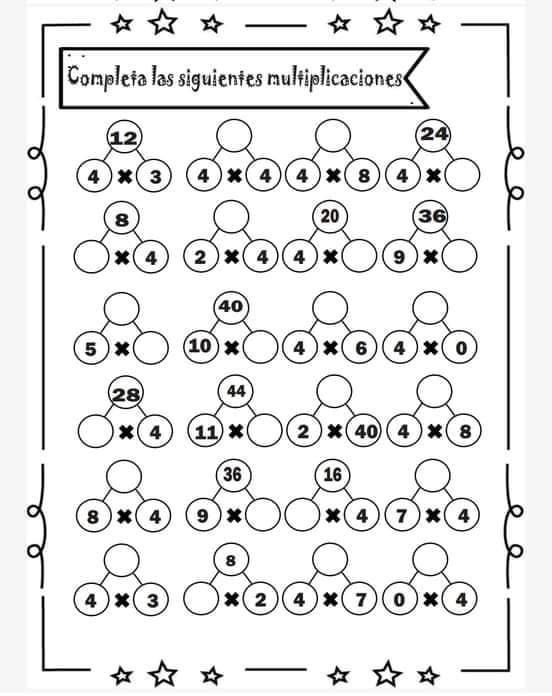 Completa las siguientes multiplicaciones
12 24
4 × 3 4 × 4 4 × 8 4 ×
8 20 36
× 4 2 × 4 4 × 9 ×
40
5 × 10 × 4 × 6 4 × 0
28 44
× 4 11 × 2 × 40 4 × 8
36 16
8 × 4 9 × × 4 7 × 4
8
4 × 3 × 2 4 × 7 0 × 4